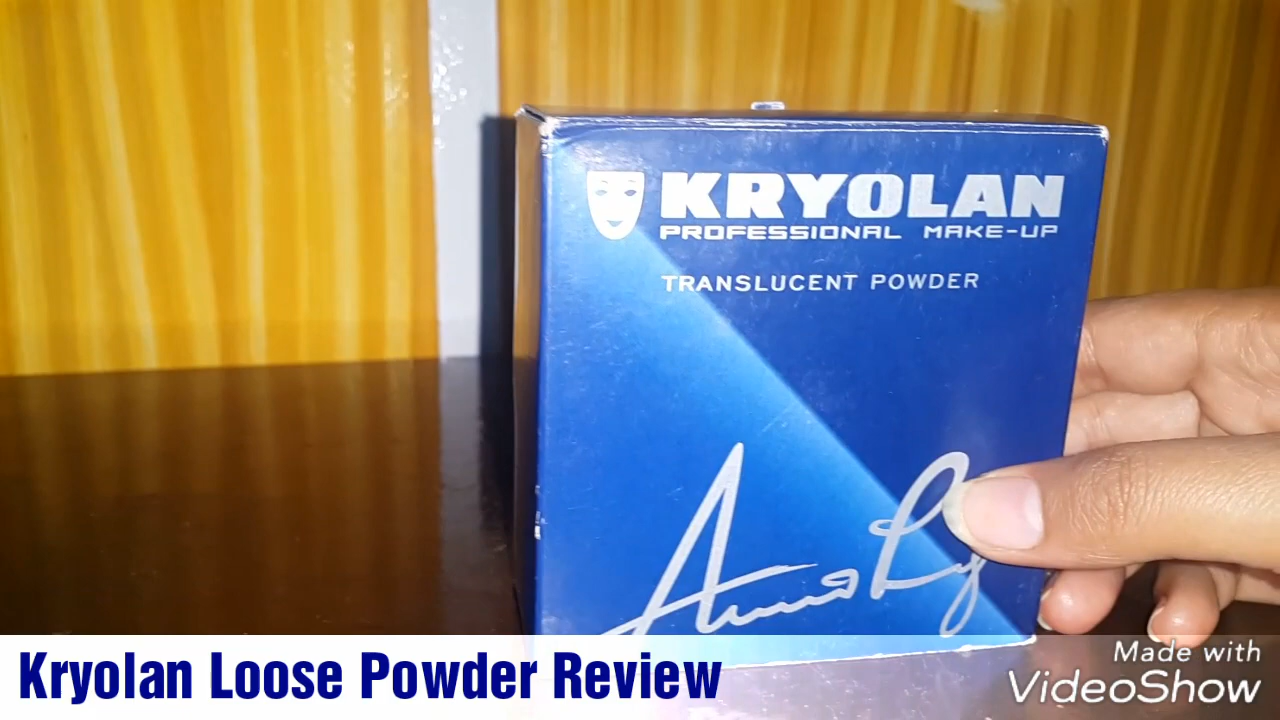 KRYOLAN
PROFESSIONAL MAKE-UP
TRANSLUCENT POWDER
Kryolan Loose Powder Review
Made with
VideoShow